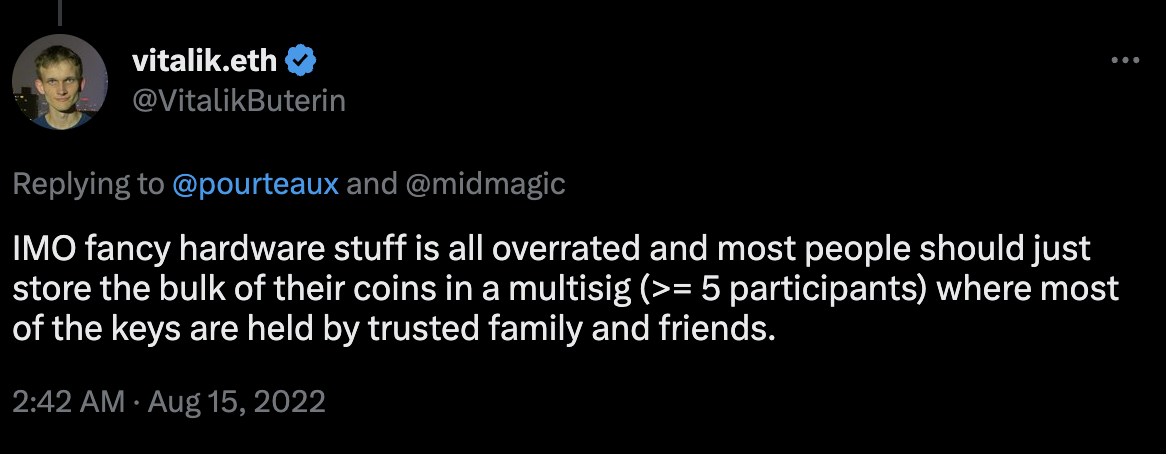 vitalik.eth
@VitalikButerin
Replying to @pourteaux and @midmagic
IMO fancy hardware stuff is all overrated and most people should just
store the bulk of their coins in a multisig (>= 5 participants) where most
of the keys are held by trusted family and friends.
2:42 AM · Aug 15, 2022